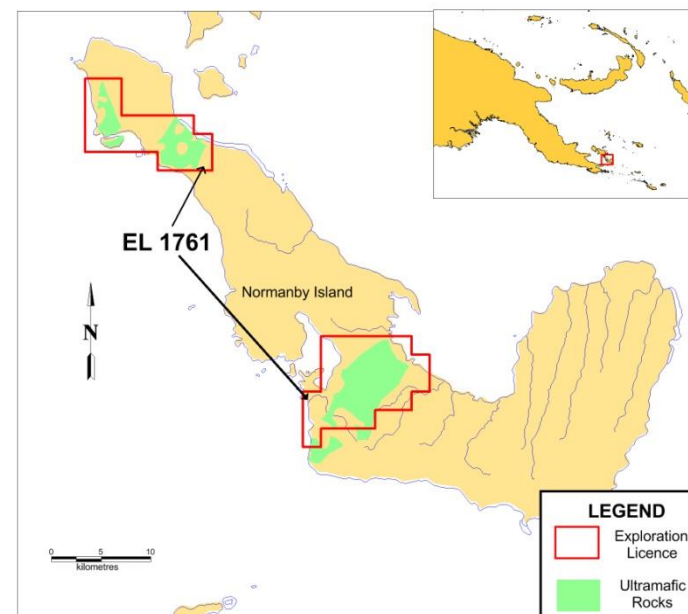 EL 1761
N
Normanby Island
0 5 10
kilometres
LEGEND
Exploration
Licence
Ultramafic
Rocks